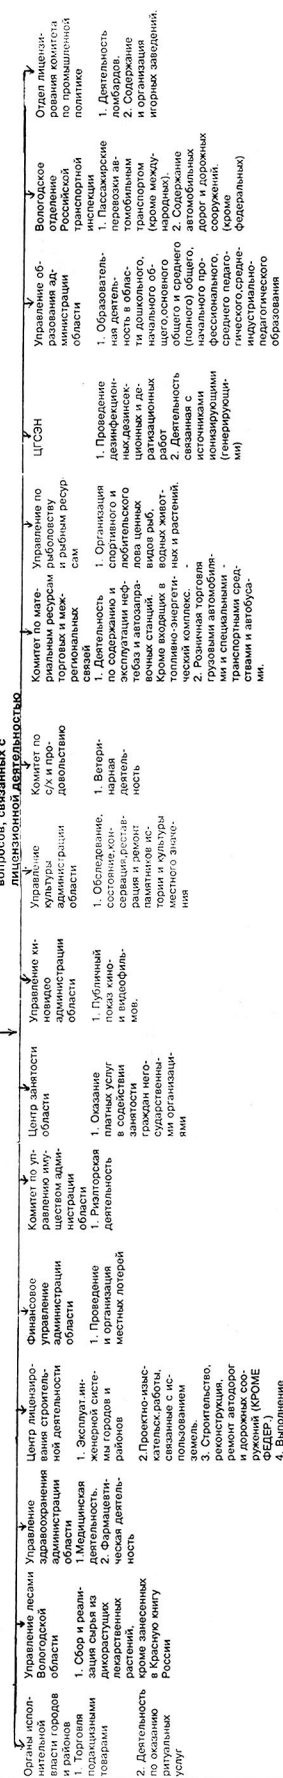 вопросов, связанных с
лицензионной деятельностью
Органы испол-
нительной
власти городов
и районов
1. Торговля
подакцизными
товарами
2. Деятельность
по оказанию
ритуальных
услуг
Управление лесами
Вологодской
области
1. Сбор и реали-
зация сырья из
дикорастущих
лекарственных
растений,
кроме занесенных
в Красную книгу
России
Управление
здравоохранения
администрации
области
1.Медицинская
деятельность.
2. Фармацевти-
ческая деятель-
ность
Центр лицензиро-
вания строитель-
ной деятельности
1. Эксплуат.ин-
женерной систе-
мы городов и
районов
2.Проектно-изыс-
кательск.работы,
связанные с ис-
пользованием
земель.
3. Строительство,
реконструкция,
ремонт автодорог
и дорожных соо-
ружений (КРОМЕ
ФЕДЕР.)
4. Выполнение
Финансовое
управление
администрации
области
1. Проведение
и организация
местных лотерей
Комитет по уп-
равлению иму-
ществом адми-
нистрации
области
1. Риэлторская
деятельность
Центр занятости
области
1. Оказание
платных услуг
в содействии
занятости
граждан него-
сударственны-
ми организаци-
ями
Управление ки-
новидео
администрации
области
1. Публичный
показ кино-
и видеофиль-
мов.
Управление
культуры
администрации
области
1. Обследование,
состояние,кон-
сервация,рестав-
рация и ремонт
памятников ис-
тории и культуры
местного значе-
ния
Комитет по
с/х и про-
довольствию
1. Ветери-
нарная
деятель-
ность
Комитет по мате-
риальным ресурсам
торговых и меж-
региональных
связей
1. Деятельность
по содержанию и
эксплуатации неф-
тебаз и автозапра-
вочных станций.
Кроме входящих в
топливно-энергети-
ческий комплекс.
2. Розничная торговля
грузовыми автомобиля-
ми и специальными
транспортными сред-
ствами и автобуса-
ми.
Управление по
рыболовству
и рыбным ресур
сам
1. Организация
спортивного и
любительского
лова ценных
видов рыб,
водных живот-
ных и растений.
ЦГСЭН
1. Проведение
дезинфекцион-
ных,дезинсек-
ционных и де-
ратизационных
работ
2. Деятельность
связанная с
источниками
ионизирующими
(генерирующи-
ми)
Управление об-
разования ад-
министрации
области
1. Образователь-
ная деятель-
ность в облас-
ти дошкольного,
начального об-
щего,основного
общего и среднего
(полного) общего,
начального про-
фессионального,
среднего педаго-
гического,средне-
индустриально-
педагогического
образования
Вологодское
отделение
Российской
транспортной
инспекции
1. Пассажирские
перевозки ав-
томобильным
транспортом
(кроме между-
народных).
2. Содержание
автомобильных
дорог и дорожных
сооружений.
(кроме
федеральных)
Отдел лицензи-
рования комитета
по промышленной
политике
1. Деятельность
ломбардов.
2. Содержание
и организация
игорных заведений.